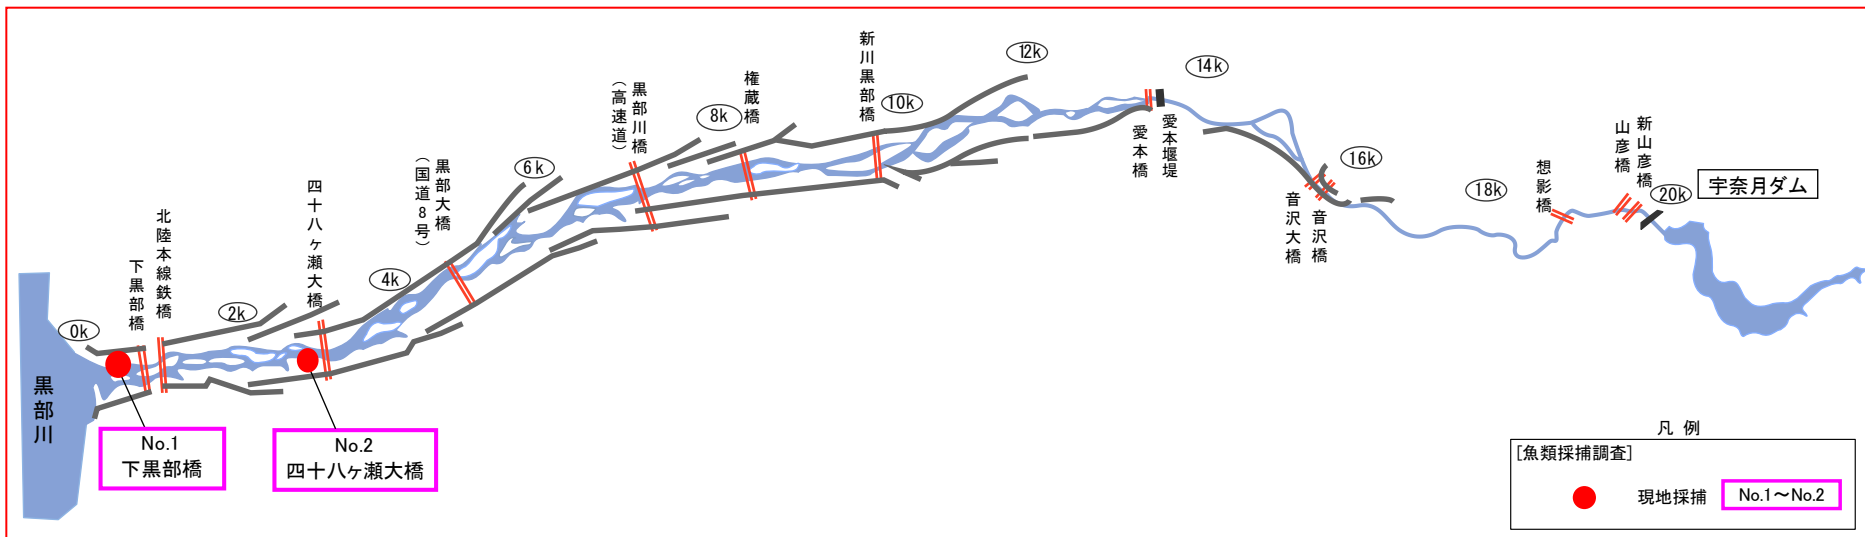 0k
下黒部橋
北陸本線鉄橋
2k
四十八ヶ瀬大橋
4k
黒部大橋
(国道8号)
6k
黒部川橋
(高速道)
8k
権蔵橋
新川黒部橋
10k
12k
愛本橋
愛本堰堤
14k
音沢大橋
音沢橋
16k
18k
想影橋
山彦橋
新山彦橋
20k
宇奈月ダム
黒部川
No.1
下黒部橋
No.2
四十八ヶ瀬大橋
凡 例
[魚類採捕調査]
現地採捕
No.1～No.2